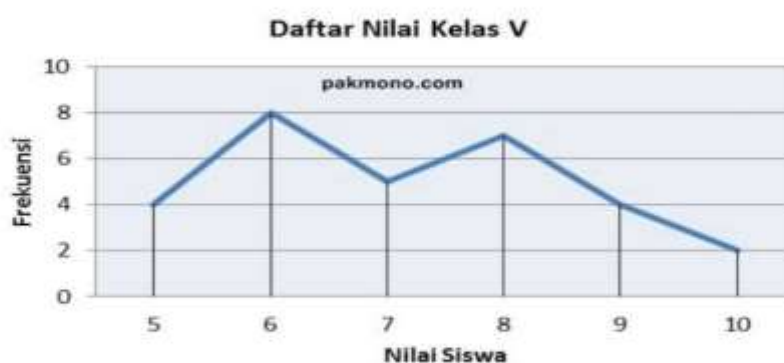 Daftar Nilai Kelas V
pakmono.com
Frekuensi
10
8
6
4
2
0
5 6 7 8 9 10
Nilai Siswa